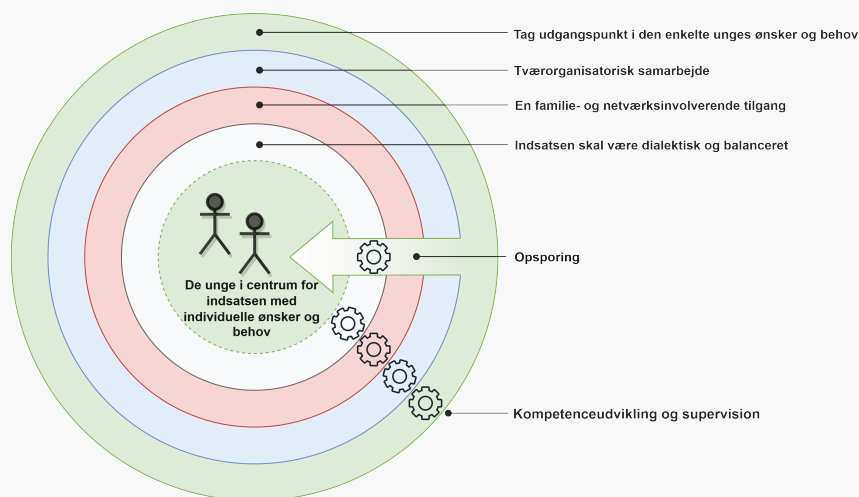 Tag udgangspunkt i den enkelte unges ønsker og behov
Tværorganisatorisk samarbejde
En familie- og netværksinvolverende tilgang
Indsatsen skal være dialektisk og balanceret
Opsporing
De unge i centrum for
indsatsen med
individuelle ønsker og
behov
Kompetenceudvikling og supervision